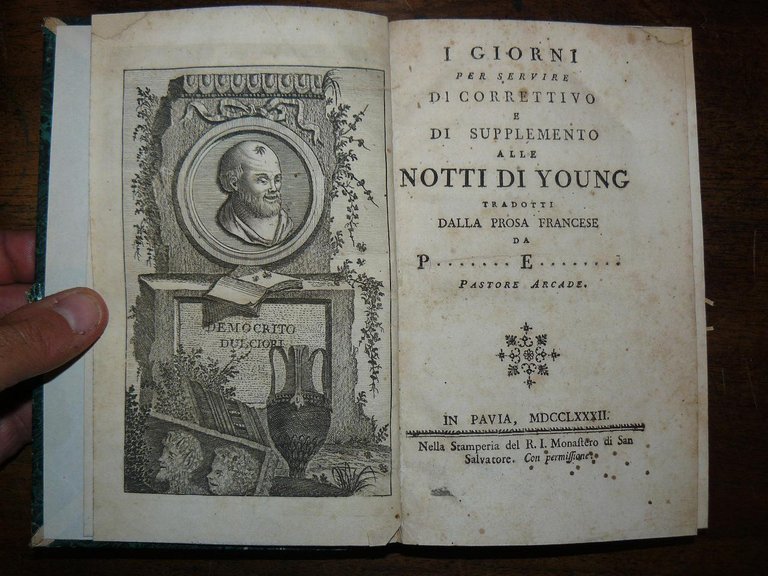 DEMOCRITO
DULCIORI
I GIORNI
PER SERVIRE
DI CORRETTIVO
E
DI SUPPLEMENTO
ALLE
NOTTI DI YOUNG
TRADOTTI
DALLA PROSA FRANCESE
DA
P........ E.........
PASTORE ARCADE.
IN PAVIA, MDCCLXXXII.
Nella Stamperia del R. I. Monaſtero di San
Salvatore. Con permiſſione.